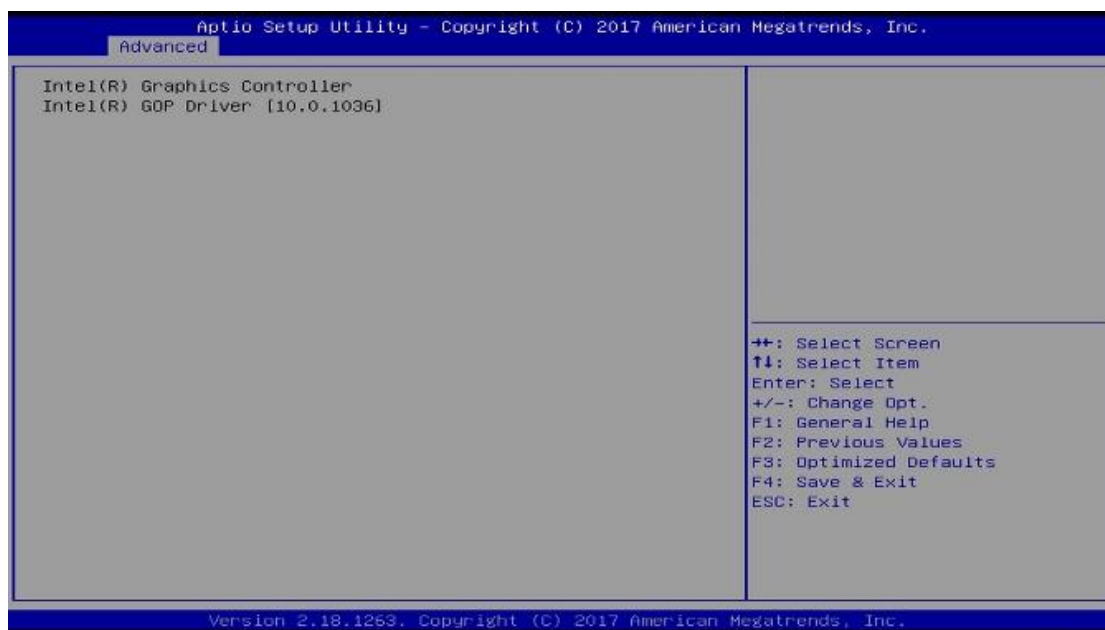 Aptio Setup Utility – Copyright (C) 2017 American Megatrends, Inc.
Advanced
Intel(R) Graphics Controller
Intel(R) GOP Driver [10.0.1036]
→←: Select Screen
↑↓: Select Item
Enter: Select
+/-: Change Opt.
F1: General Help
F2: Previous Values
F3: Optimized Defaults
F4: Save & Exit
ESC: Exit
Version 2.18.1263. Copyright (C) 2017 American Megatrends, Inc.